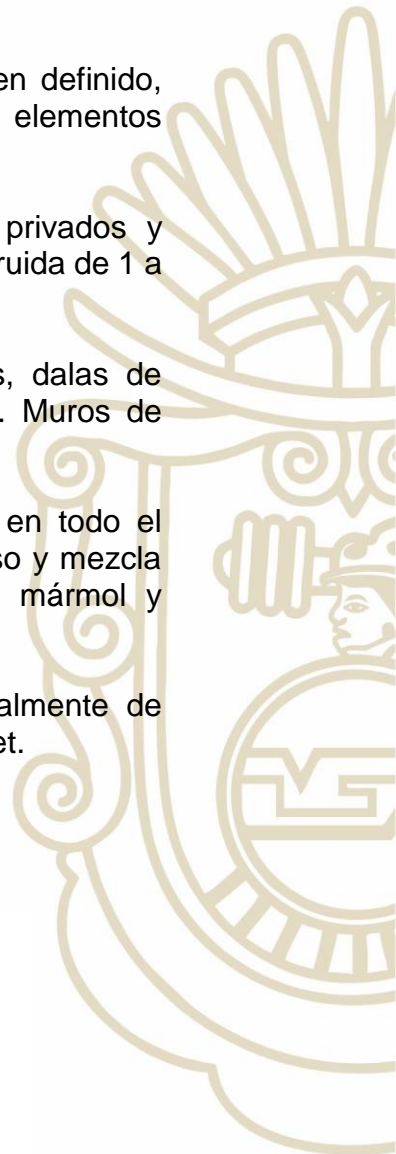 en definido,
elementos
privados y
ruida de 1 a
s, dalas de
. Muros de
en todo el
so y mezcla
mármol y
almente de
et.